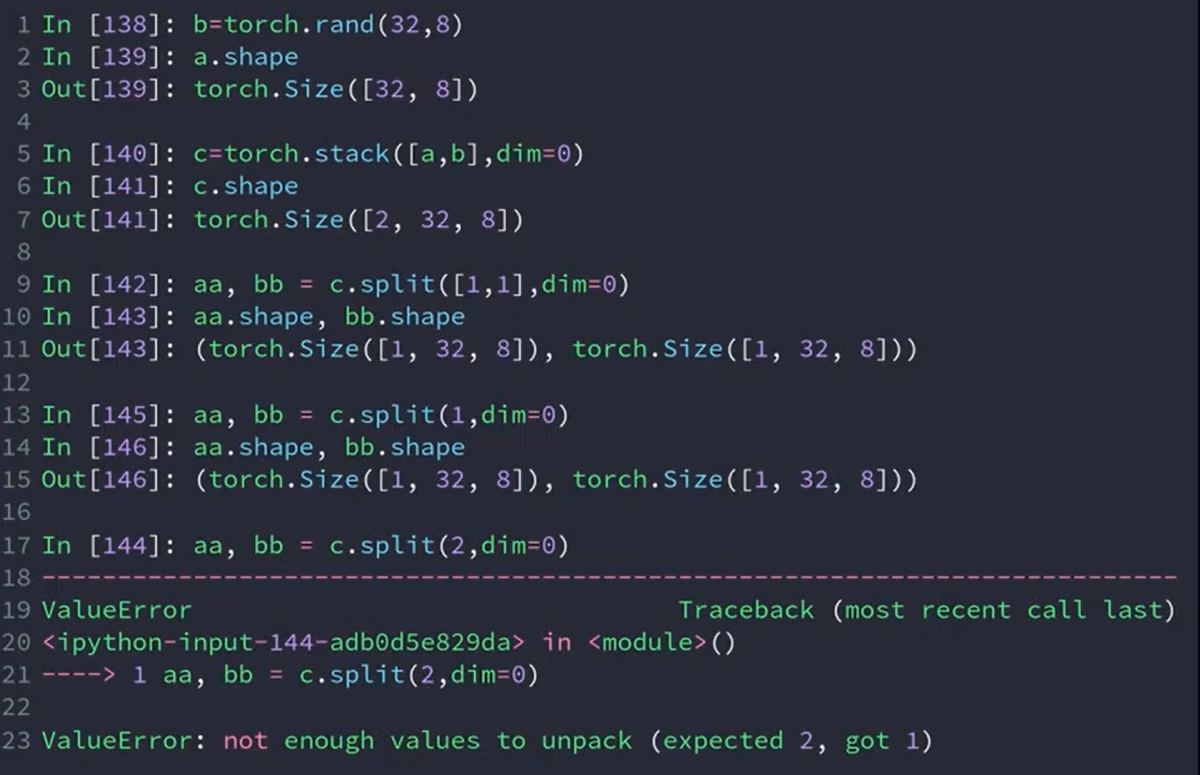 1 In [138]: b=torch.rand(32,8)
2 In [139]: a.shape
3 Out[139]: torch.Size([32, 8])
4
5 In [140]: c=torch.stack([a,b],dim=0)
6 In [141]: c.shape
7 Out[141]: torch.Size([2, 32, 8])
8
9 In [142]: aa, bb = c.split([1,1],dim=0)
10 In [143]: aa.shape, bb.shape
11 Out[143]: (torch.Size([1, 32, 8]), torch.Size([1, 32, 8]))
12
13 In [145]: aa, bb = c.split(1,dim=0)
14 In [146]: aa.shape, bb.shape
15 Out[146]: (torch.Size([1, 32, 8]), torch.Size([1, 32, 8]))
16
17 In [144]: aa, bb = c.split(2,dim=0)
18 ---------------------------------------------------------------------------
19 ValueError                                Traceback (most recent call last)
20 <ipython-input-144-adb0d5e829da> in <module>()
21 ----> 1 aa, bb = c.split(2,dim=0)
22
23 ValueError: not enough values to unpack (expected 2, got 1)